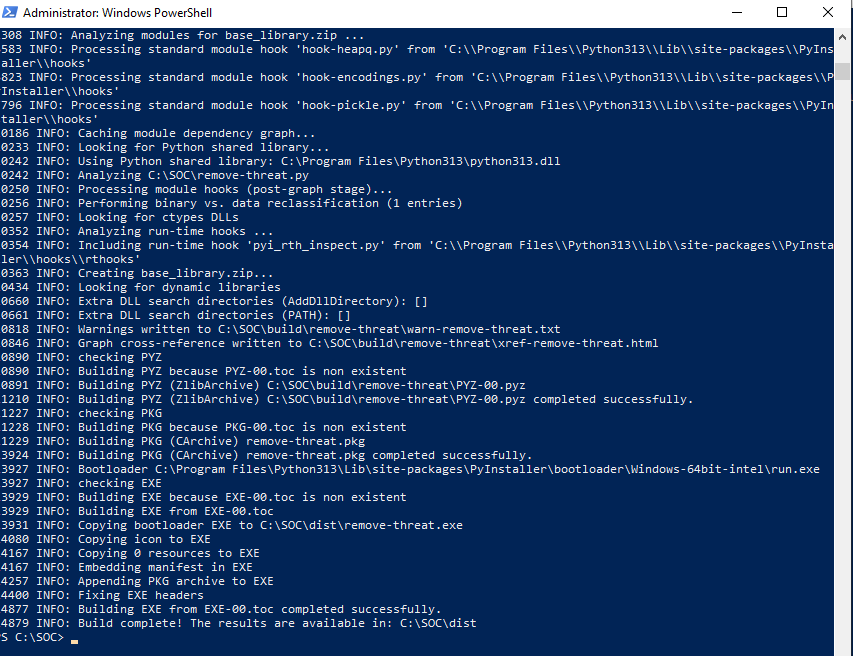 Administrator: Windows PowerShell
308 INFO: Analyzing modules for base_library.zip ...
583 INFO: Processing standard module hook 'hook-heapq.py' from 'C:\\Program Files\\Python313\\Lib\\site-packages\\PyIns
aller\\hooks'
823 INFO: Processing standard module hook 'hook-encodings.py' from 'C:\\Program Files\\Python313\\Lib\\site-packages\\P
Installer\\hooks'
796 INFO: Processing standard module hook 'hook-pickle.py' from 'C:\\Program Files\\Python313\\Lib\\site-packages\\PyIn
taller\\hooks'
0186 INFO: Caching module dependency graph...
0233 INFO: Looking for Python shared library...
0242 INFO: Using Python shared library: C:\Program Files\Python313\python313.dll
0242 INFO: Analyzing C:\SOC\remove-threat.py
0250 INFO: Processing module hooks (post-graph stage)...
0256 INFO: Performing binary vs. data reclassification (1 entries)
0257 INFO: Looking for ctypes DLLs
0352 INFO: Analyzing run-time hooks ...
0354 INFO: Including run-time hook 'pyi_rth_inspect.py' from 'C:\\Program Files\\Python313\\Lib\\site-packages\\PyInsta
ler\\hooks\\rthooks'
0363 INFO: Creating base_library.zip...
0434 INFO: Looking for dynamic libraries
0660 INFO: Extra DLL search directories (AddDllDirectory): []
0661 INFO: Extra DLL search directories (PATH): []
0818 INFO: Warnings written to C:\SOC\build\remove-threat\warn-remove-threat.txt
0846 INFO: Graph cross-reference written to C:\SOC\build\remove-threat\xref-remove-threat.html
0890 INFO: checking PYZ
0890 INFO: Building PYZ because PYZ-00.toc is non existent
0891 INFO: Building PYZ (ZlibArchive) C:\SOC\build\remove-threat\PYZ-00.pyz
1210 INFO: Building PYZ (ZlibArchive) C:\SOC\build\remove-threat\PYZ-00.pyz completed successfully.
1227 INFO: checking PKG
1228 INFO: Building PKG because PKG-00.toc is non existent
1229 INFO: Building PKG (CArchive) remove-threat.pkg
3924 INFO: Building PKG (CArchive) remove-threat.pkg completed successfully.
3927 INFO: Bootloader C:\Program Files\Python313\Lib\site-packages\PyInstaller\bootloader\Windows-64bit-intel\run.exe
3927 INFO: checking EXE
3929 INFO: Building EXE because EXE-00.toc is non existent
3929 INFO: Building EXE from EXE-00.toc
3931 INFO: Copying bootloader EXE to C:\SOC\dist\remove-threat.exe
4080 INFO: Copying icon to EXE
4167 INFO: Copying 0 resources to EXE
4167 INFO: Embedding manifest in EXE
4257 INFO: Appending PKG archive to EXE
4400 INFO: Fixing EXE headers
4877 INFO: Building EXE from EXE-00.toc completed successfully.
4879 INFO: Build complete! The results are available in: C:\SOC\dist
PS C:\SOC>